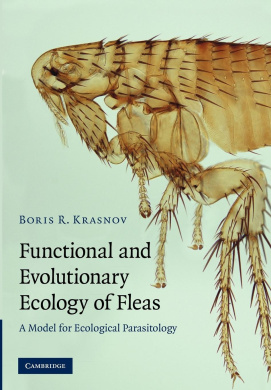 Boris R. Krasnov
Functional and
Evolutionary
Ecology of Fleas
A Model for Ecological Parasitology
CAMBRIDGE